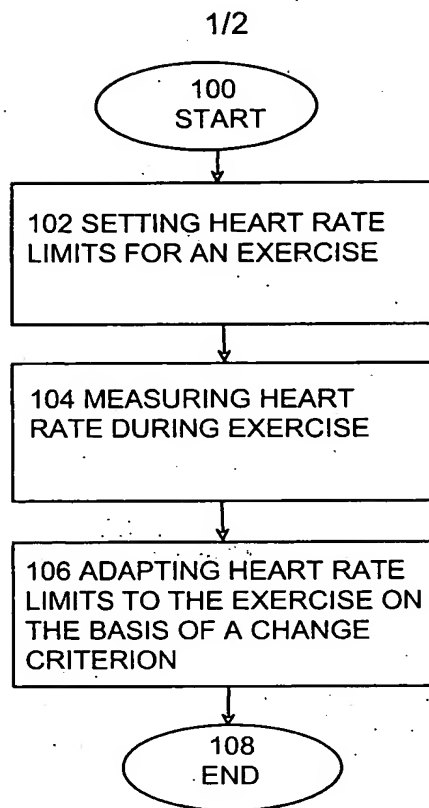 1/2
100
START
102 SETTING HEART RATE
LIMITS FOR AN EXERCISE
104 MEASURING HEART
RATE DURING EXERCISE
106 ADAPTING HEART RATE
LIMITS TO THE EXERCISE ON
THE BASIS OF A CHANGE
CRITERION
108
END